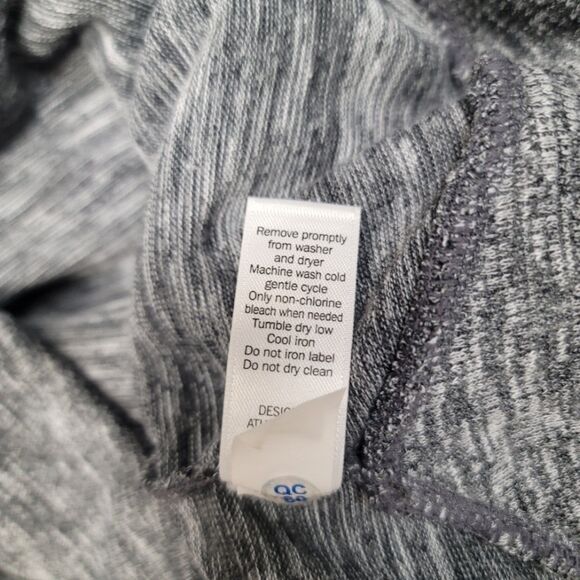 Remove promptly
from washer
and dryer
Machine wash cold
gentle cycle
Only non-chlorine
bleach when needed
Tumble dry low
Cool iron
Do not iron label
Do not dry clean
QC